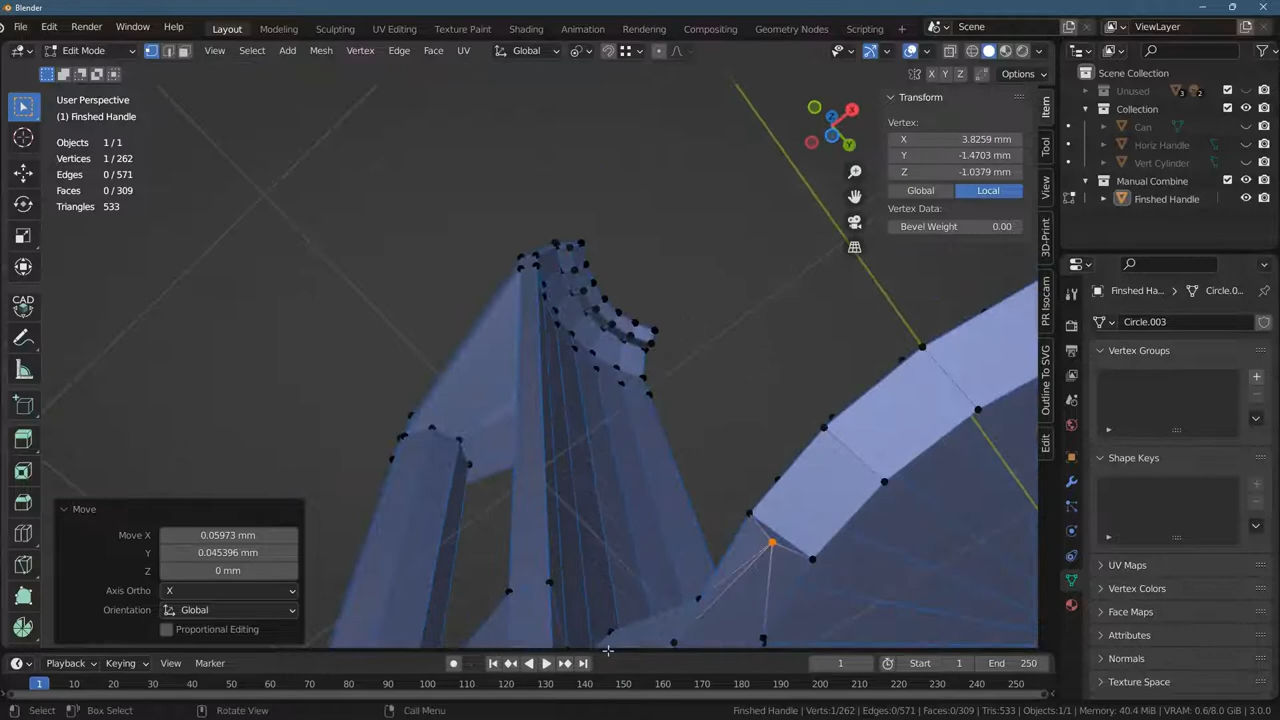 Blender
File Edit Render Window Help Layout Modeling Sculpting UV Editing Texture Paint Shading Animation Rendering Compositing Geometry Nodes Scripting Scene ViewLayer
Edit Mode View Select Add Mesh Vertex Edge Face UV Global
X Y Z Options
User Perspective
(1) Finshed Handle
Objects 1/1
Vertices 1/262
Edges 0/571
Faces 0/309
Triangles 533
X
Y
Z
Transform
Vertex:
X 3.8259 mm
Y -1.4703 mm
Z -1.0379 mm
Global Local
Vertex Data:
Bevel Weight 0.00
Item
Tool
View
3D-Print
PR Isocam
Outline To SVG
Edit
CAD
Scene Collection
Unused 3 2
Collection
Can
Horiz Handle
Vert Cylinder
Manual Combine
Finshed Handle
Finshed Ha... Circle.0...
Circle.003
Vertex Groups
Shape Keys
UV Maps
Vertex Colors
Face Maps
Attributes
Normals
Texture Space
Move
Move X 0.05973 mm
Y 0.045396 mm
Z 0 mm
Axis Ortho X
Orientation Global
Proportional Editing
Playback Keying View Marker 1 Start 1 End 250
1 10 20 30 40 50 60 70 80 90 100 110 120 130 140 150 160 170 180 190 200 210 220 230 240 250
Select Box Select Rotate View Call Menu Finshed Handle | Verts:1/262 | Edges:0/571 | Faces:0/309 | Tris:533 | Objects:1/1 | Memory: 40.4 MiB | VRAM: 0.6/8.0 GiB | 3.0.0